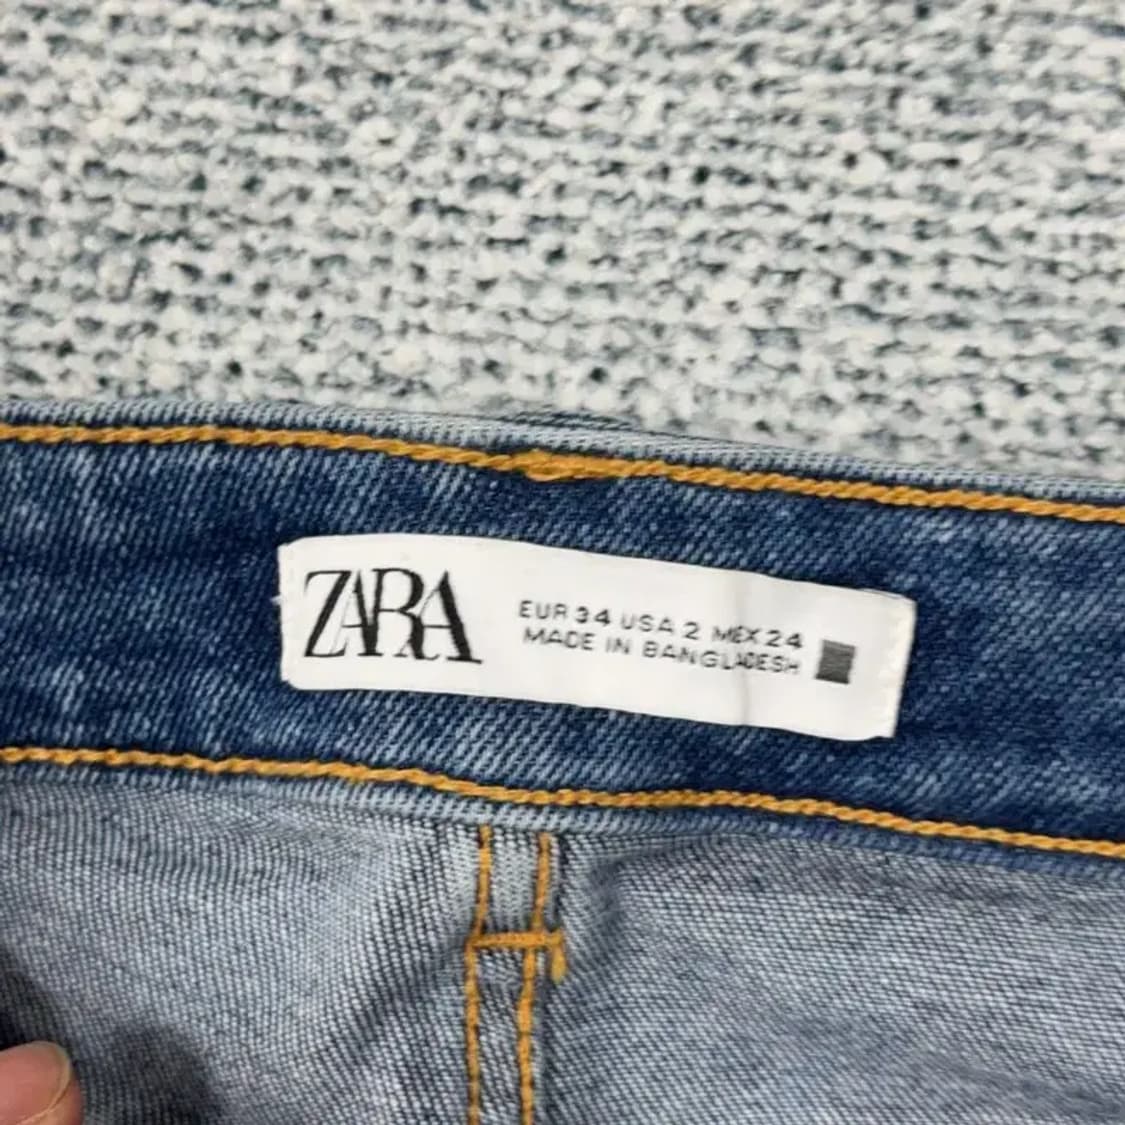 ZARA
EUR 34 USA 2 MEX 24
MADE IN BANGLADESH